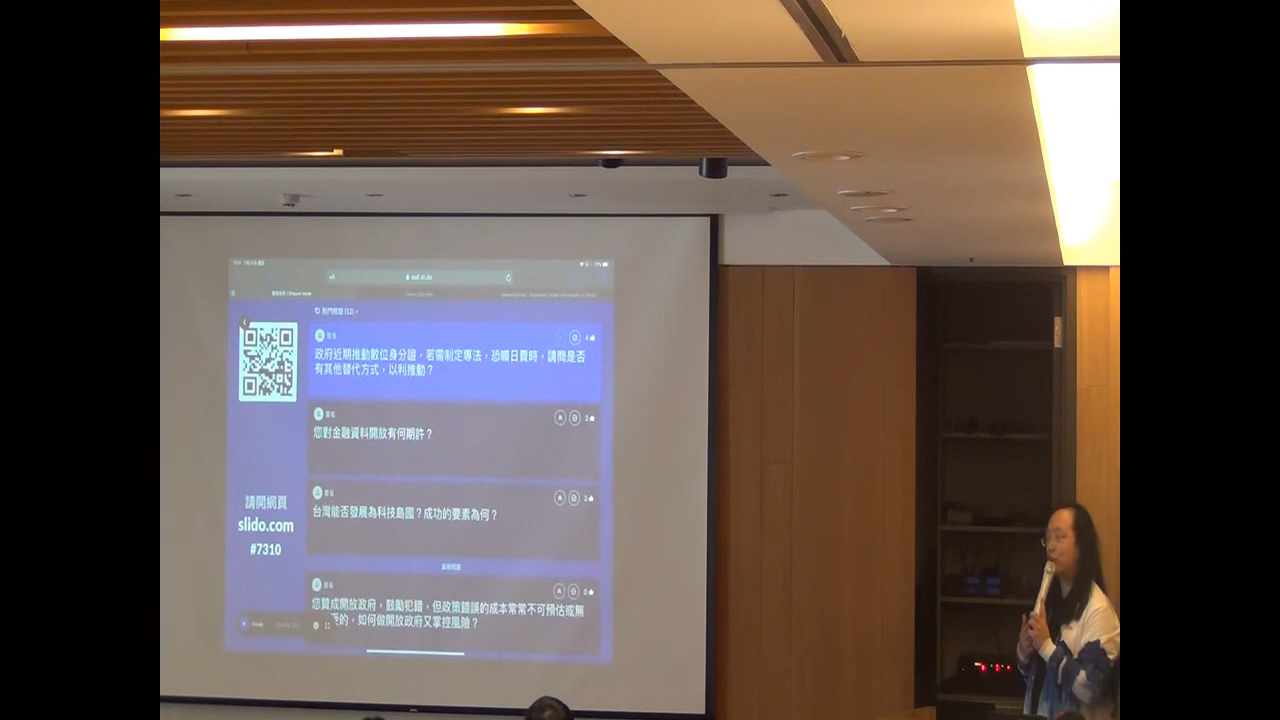 熱門問題 (12)
匿名
4
政府近期推動數位身分證，若需制定專法，恐曠日費時，請問是否
有其他替代方式，以利推動？
匿名
3
您對金融資料開放有何期許？
匿名
3
台灣能否發展為科技島國？成功的要素為何？
最新問題
匿名
0
您贊成開放政府，鼓勵犯錯，但政策錯誤的成本常常不可預估或無
受的，如何做開放政府又掌控風險？
請開網頁
slido.com
#7310